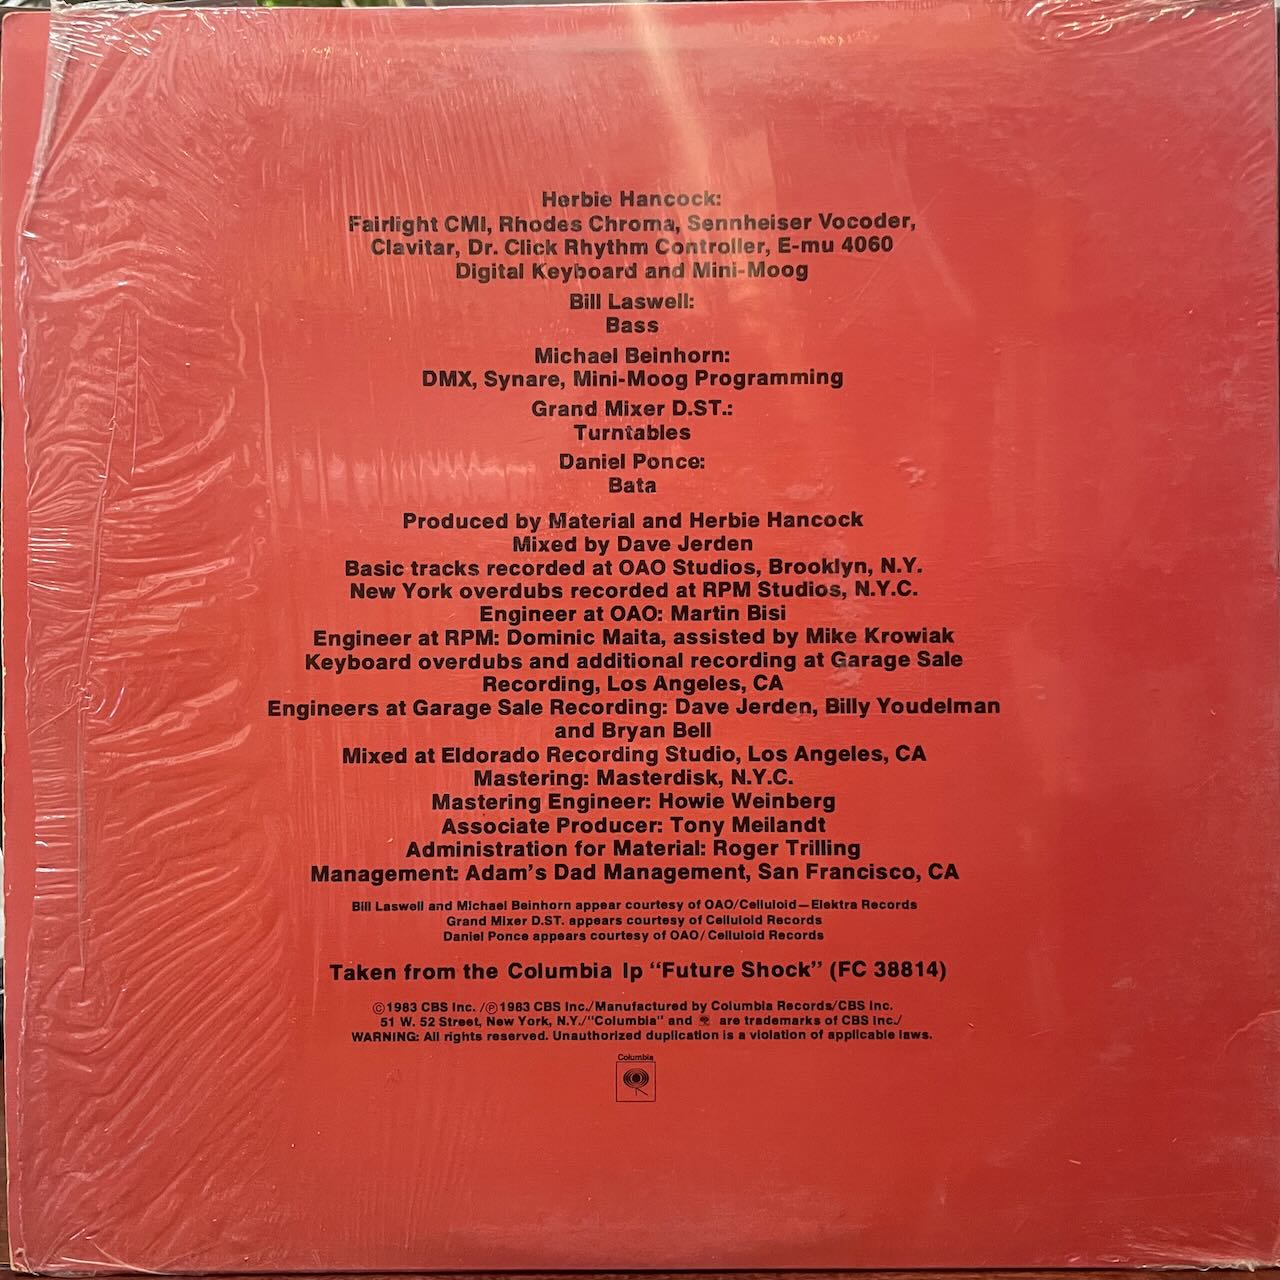 Herbie Hancock:
Fairlight CMI, Rhodes Chroma, Sennheiser Vocoder,
Clavitar, Dr. Click Rhythm Controller, E-mu 4060
Digital Keyboard and Mini-Moog
Bill Laswell:
Bass
Michael Beinhorn:
DMX, Synare, Mini-Moog Programming
Grand Mixer D.ST.:
Turntables
Daniel Ponce:
Bata
Produced by Material and Herbie Hancock
Mixed by Dave Jerden
Basic tracks recorded at OAO Studios, Brooklyn, N.Y.
New York overdubs recorded at RPM Studios, N.Y.C.
Engineer at OAO: Martin Bisi
Engineer at RPM: Dominic Maita, assisted by Mike Krowiak
Keyboard overdubs and additional recording at Garage Sale
Recording, Los Angeles, CA
Engineers at Garage Sale Recording: Dave Jerden, Billy Youdelman
and Bryan Bell
Mixed at Eldorado Recording Studio, Los Angeles, CA
Mastering: Masterdisk, N.Y.C.
Mastering Engineer: Howie Weinberg
Associate Producer: Tony Meilandt
Administration for Material: Roger Trilling
Management: Adam's Dad Management, San Francisco, CA
Bill Laswell and Michael Beinhorn appear courtesy of OAO/Celluloid—Elektra Records
Grand Mixer D.ST. appears courtesy of Celluloid Records
Daniel Ponce appears courtesy of OAO/Celluloid Records
Taken from the Columbia lp "Future Shock" (FC 38814)
©1983 CBS Inc. /℗1983 CBS Inc./Manufactured by Columbia Records/CBS Inc.
51 W. 52 Street, New York, N.Y./"Columbia" and are trademarks of CBS Inc./
WARNING: All rights reserved. Unauthorized duplication is a violation of applicable laws.
Columbia